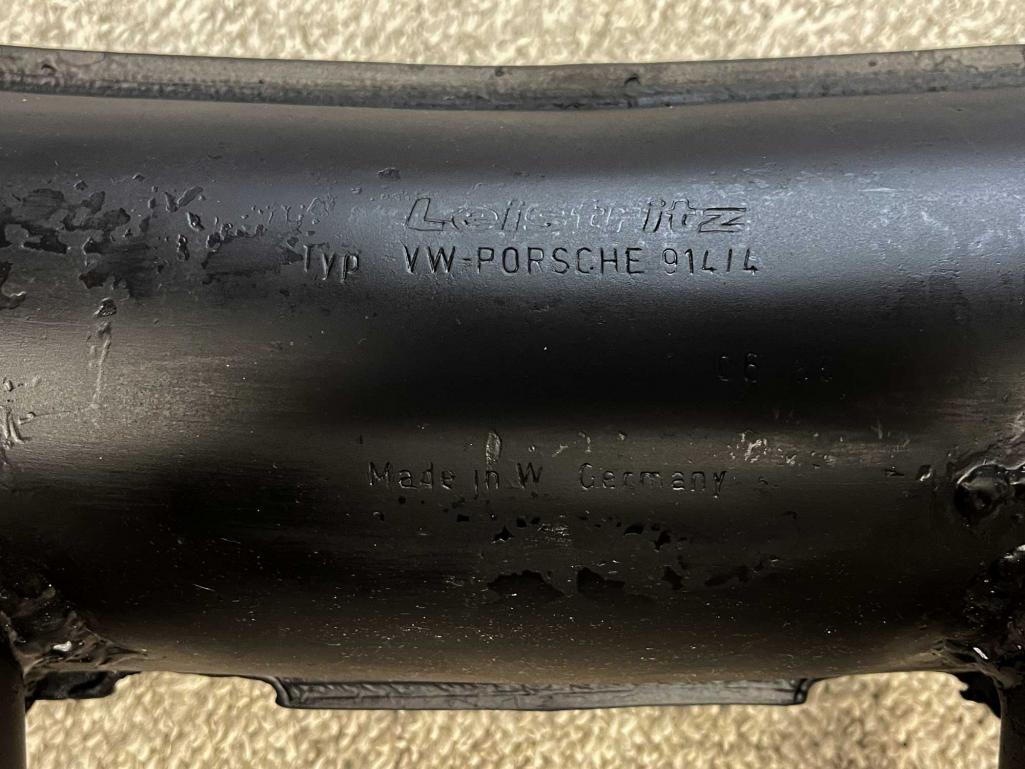 Leistritz
Typ VW-PORSCHE 914/4
Made in W Germany